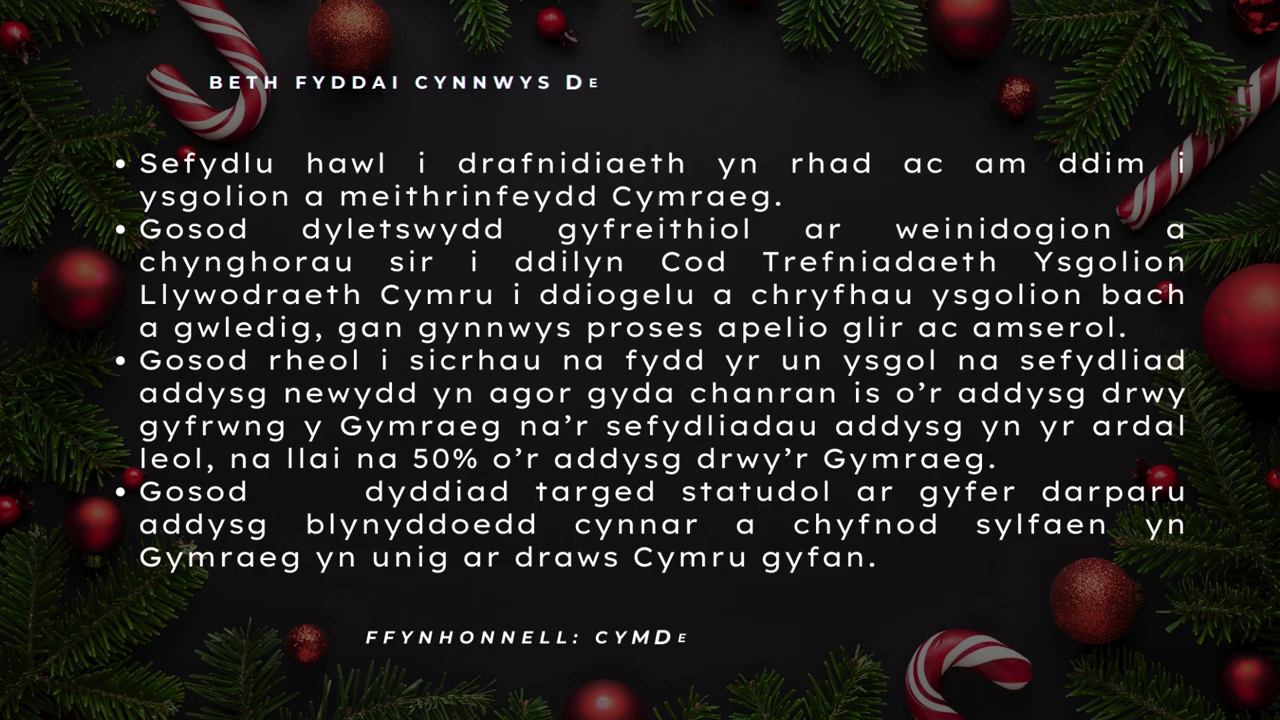 BETH FYDDAI CYNNWYS DE
• Sefydlu hawl i drafnidiaeth yn rhad ac am ddim i
ysgolion a meithrinfeydd Cymraeg.
• Gosod dyletswydd gyfreithiol ar weinidogion a
chynghorau sir i ddilyn Cod Trefniadaeth Ysgolion
Llywodraeth Cymru i ddiogelu a chryfhau ysgolion bach
a gwledig, gan gynnwys proses apelio glir ac amserol.
• Gosod rheol i sicrhau na fydd yr un ysgol na sefydliad
addysg newydd yn agor gyda chanran is o’r addysg drwy
gyfrwng y Gymraeg na’r sefydliadau addysg yn yr ardal
leol, na llai na 50% o’r addysg drwy’r Gymraeg.
• Gosod dyddiad targed statudol ar gyfer darparu
addysg blynyddoedd cynnar a chyfnod sylfaen yn
Gymraeg yn unig ar draws Cymru gyfan.
FFYNHONNELL: CYMDE